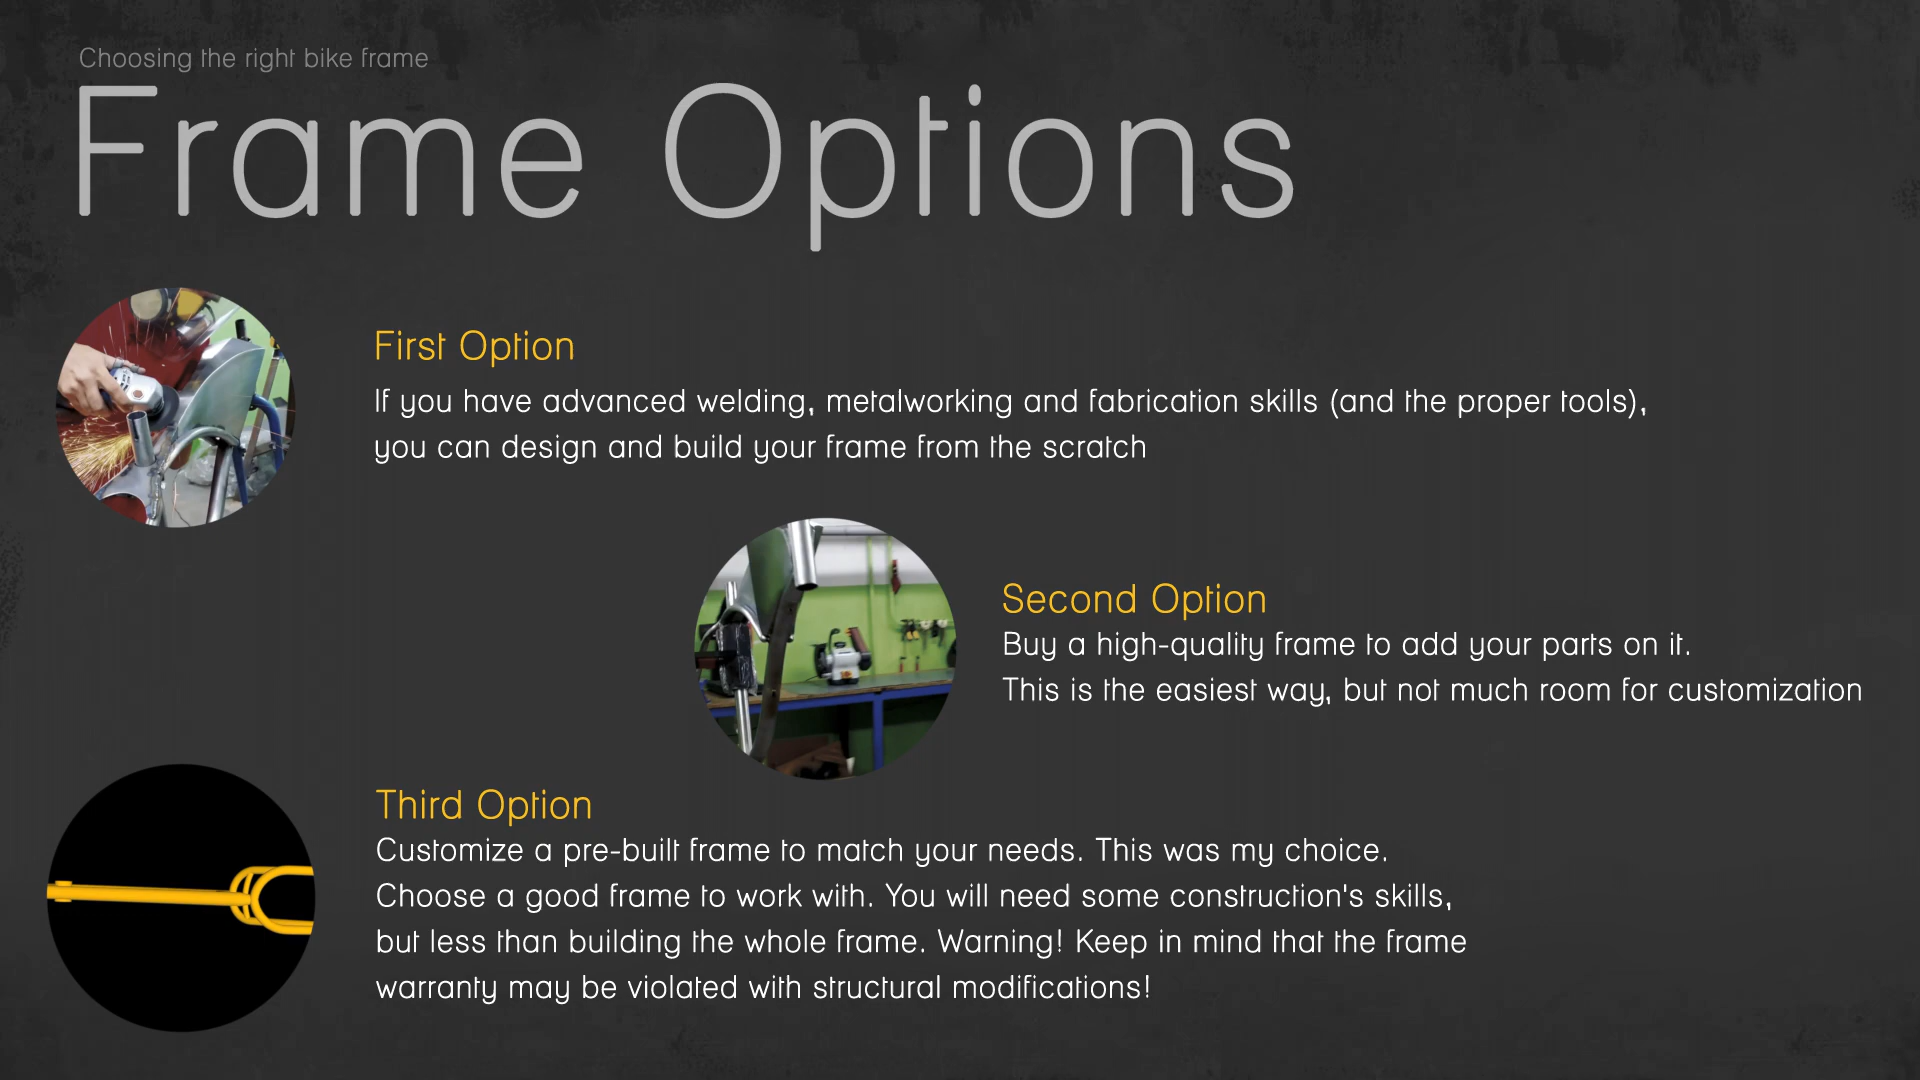 Choosing the right bike frame
Frame Options
First Option
If you have advanced welding, metalworking and fabrication skills (and the proper tools),
you can design and build your frame from the scratch
Second Option
Buy a high-quality frame to add your parts on it.
This is the easiest way, but not much room for customization
Third Option
Customize a pre-built frame to match your needs. This was my choice.
Choose a good frame to work with. You will need some construction's skills,
but less than building the whole frame. Warning! Keep in mind that the frame
warranty may be violated with structural modifications!